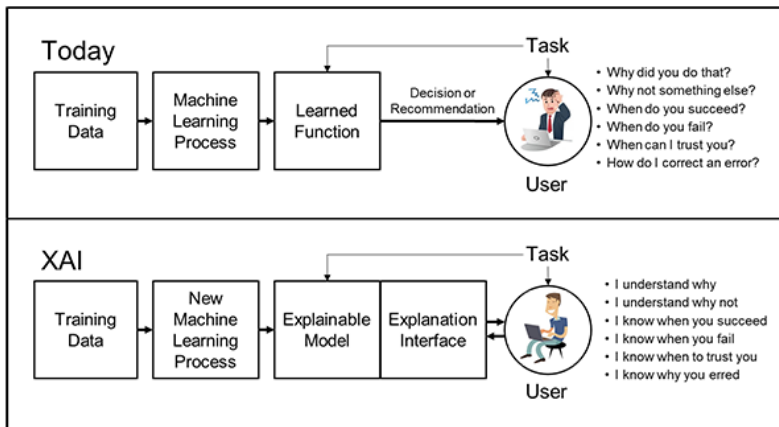 Today
Task
Training
Data
Machine
Learning
Process
Learned
Function
Decision or
Recommendation
User
• Why did you do that?
• Why not something else?
• When do you succeed?
• When do you fail?
• When can I trust you?
• How do I correct an error?
XAI
Task
Training
Data
New
Machine
Learning
Process
Explainable
Model
Explanation
Interface
User
• I understand why
• I understand why not
• I know when you succeed
• I know when you fail
• I know when to trust you
• I know why you erred